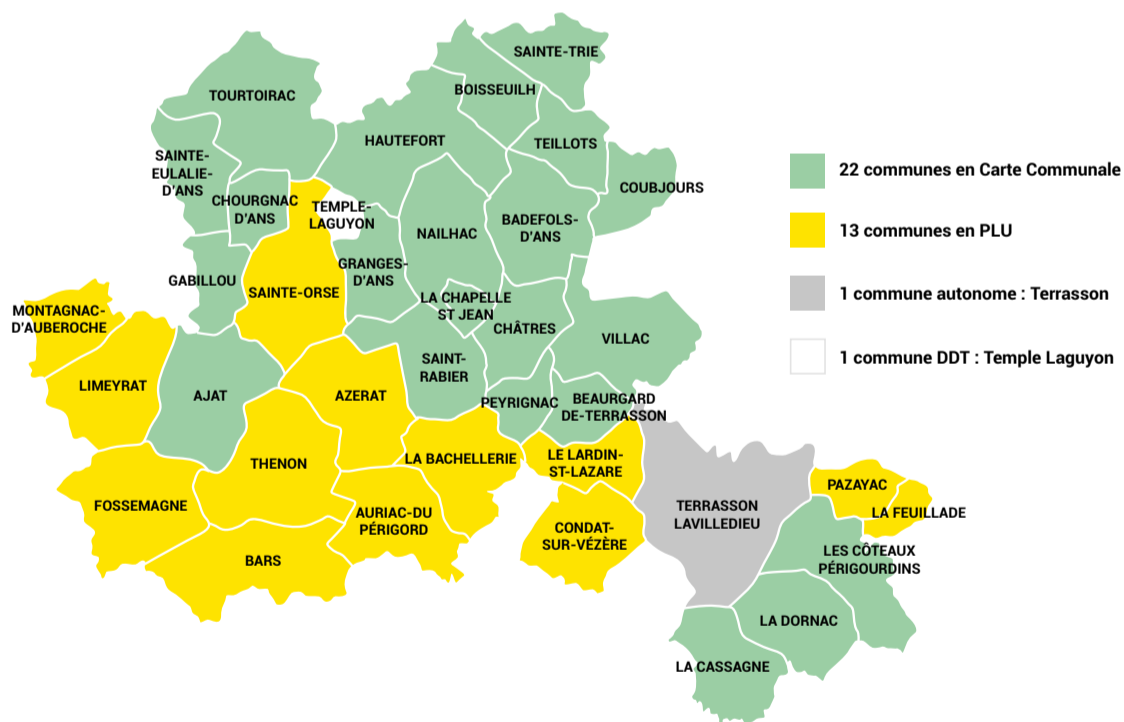 SAINTE-TRIE
BOISSEUILH
TOURTOIRAC
HAUTEFORT
TEILLOTS
SAINTE-
EULALIE-
D'ANS
COUBJOURS
CHOURGNAC
D'ANS
TEMPLE-
LAGUYON
BADEFOLS-
D'ANS
NAILHAC
GRANGES-
D'ANS
GABILLOU
SAINTE-ORSE
LA CHAPELLE
ST JEAN
MONTAGNAC-
D'AUBEROCHE
CHÂTRES
VILLAC
SAINT-
RABIER
LIMEYRAT
AJAT
AZERAT
PEYRIGNAC
BEAURGARD
DE-TERRASSON
LA BACHELLERIE
LE LARDIN-
ST-LAZARE
THENON
FOSSEMAGNE
AURIAC-DU
PÉRIGORD
TERRASSON
LAVILLEDIEU
PAZAYAC
LA FEUILLADE
CONDAT-
SUR-VÉZÈRE
BARS
LES CÔTEAUX
PÉRIGOURDINS
LA DORNAC
LA CASSAGNE
22 communes en Carte Communale
13 communes en PLU
1 commune autonome : Terrasson
1 commune DDT : Temple Laguyon